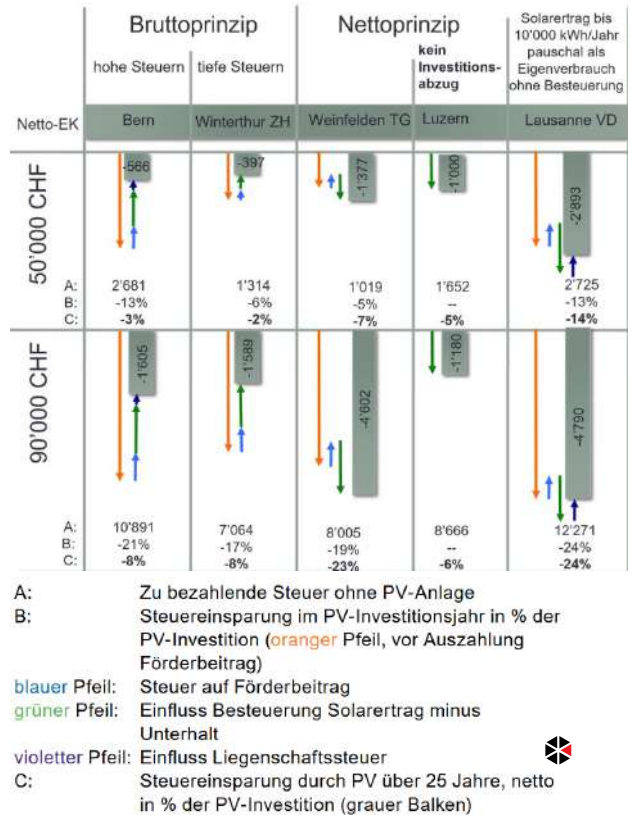 Bruttoprinzip
Nettoprinzip
Solarertrag bis
10'000 kWh/Jahr
pauschal als
Eigenverbrauch
ohne Besteuerung
hohe Steuern
tiefe Steuern
kein
Investitions-
abzug
Netto-EK
Bern
Winterthur ZH
Weinfelden TG
Luzern
Lausanne VD
50'000 CHF
-566
-397
-1'377
-1'000
-2'893
A: 2'681 1'314 1'019 1'652 2'725
B: -13% -6% -5% -- -13%
C: -3% -2% -7% -5% -14%
90'000 CHF
-1'605
-1'589
-4'602
-1'180
-4'790
A: 10'891 7'064 8'005 8'666 12'271
B: -21% -17% -19% -- -24%
C: -8% -8% -23% -6% -24%
A: Zu bezahlende Steuer ohne PV-Anlage
B: Steuereinsparung im PV-Investitionsjahr in % der
PV-Investition (oranger Pfeil, vor Auszahlung
Förderbeitrag)
blauer Pfeil: Steuer auf Förderbeitrag
grüner Pfeil: Einfluss Besteuerung Solarertrag minus
Unterhalt
violetter Pfeil: Einfluss Liegenschaftssteuer
C: Steuereinsparung durch PV über 25 Jahre, netto
in % der PV-Investition (grauer Balken)